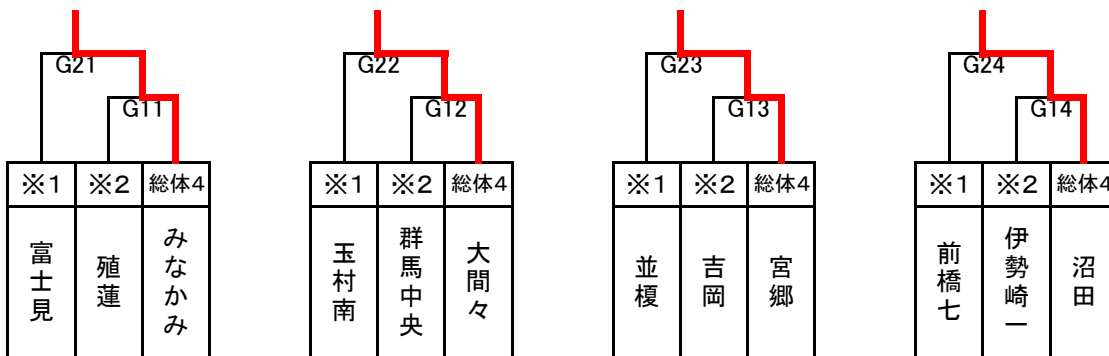 G21
G22
G23
G24
G11
G12
G13
G14
※1 ※2 総体4
※1 ※2 総体4
※1 ※2 総体4
※1 ※2 総体4
富士見
殖蓮
みなかみ
玉村南
群馬中央
大間々
並榎
吉岡
宮郷
前橋七
伊勢崎一
沼田